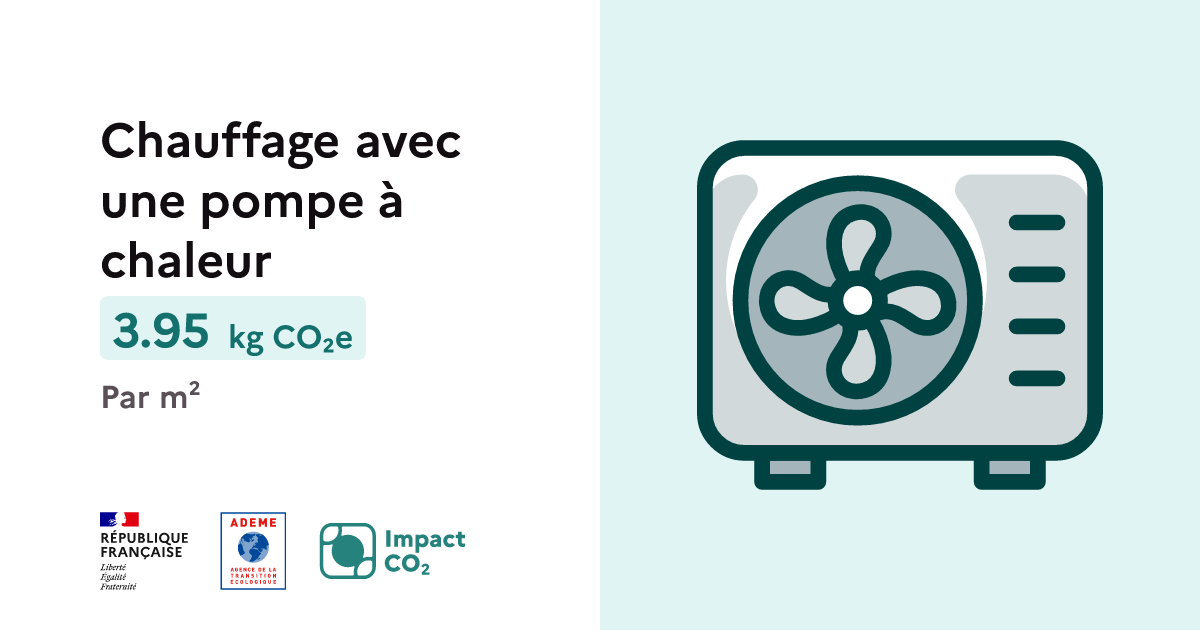 Chauffage avec
une pompe à
chaleur
3.95 kg CO₂e
Par m²
RÉPUBLIQUE
FRANÇAISE
Liberté
Égalité
Fraternité
ADEME
AGENCE DE LA
TRANSITION
ÉCOLOGIQUE
Impact
CO₂